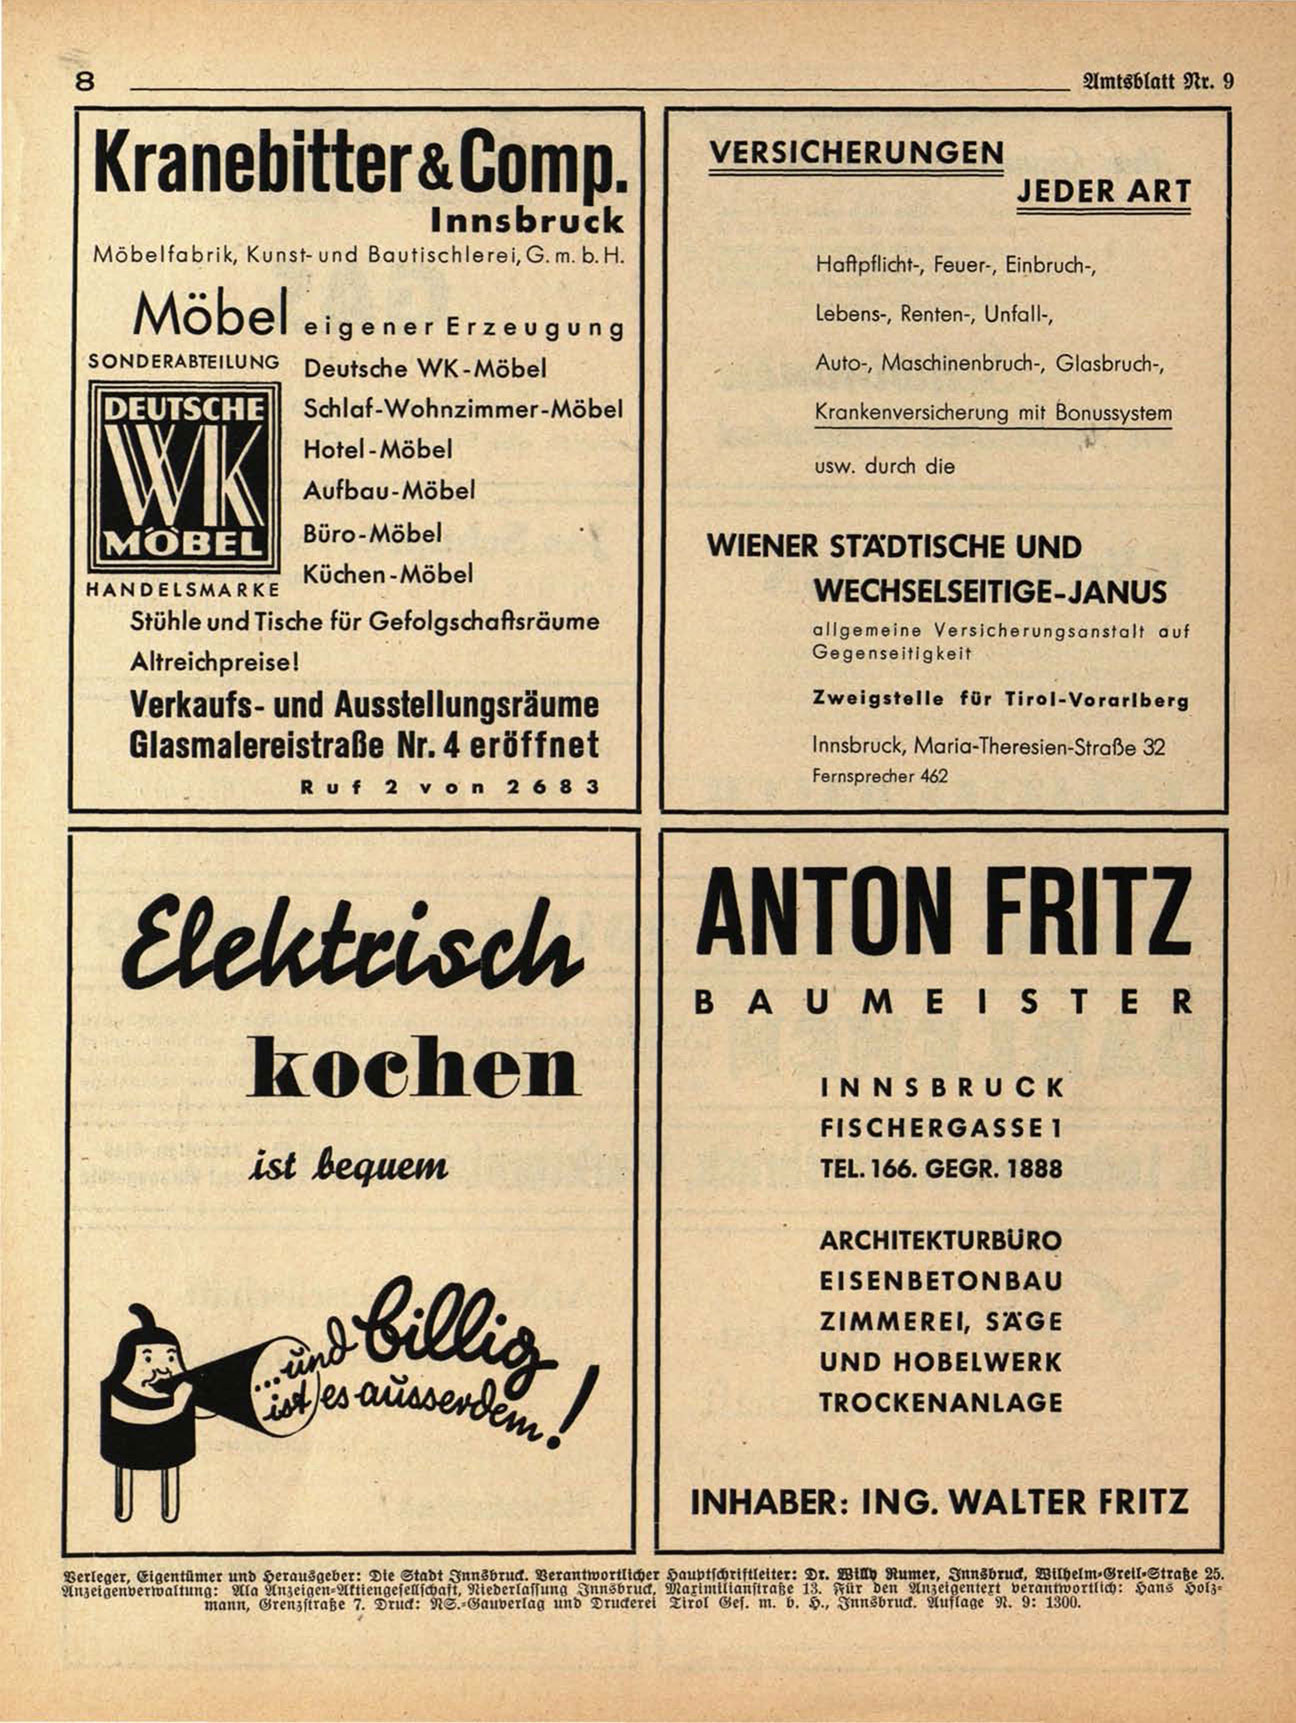 8
Amtsblatt Nr. 9
Kranebitter & Comp.
Innsbruck
Möbelfabrik, Kunst- und Bautischlerei, G. m. b. H.
Möbel eigener Erzeugung
SONDERABTEILUNG
DEUTSCHE
WK
MÖBEL
HANDELSMARKE
Deutsche WK-Möbel
Schlaf-Wohnzimmer-Möbel
Hotel-Möbel
Aufbau-Möbel
Büro-Möbel
Küchen-Möbel
Stühle und Tische für Gefolgschaftsräume
Altreichpreise!
Verkaufs- und Ausstellungsräume
Glasmalereistraße Nr. 4 eröffnet
Ruf 2 von 2683
VERSICHERUNGEN
JEDER ART
Haftpflicht-, Feuer-, Einbruch-,
Lebens-, Renten-, Unfall-,
Auto-, Maschinenbruch-, Glasbruch-,
Krankenversicherung mit Bonussystem
usw. durch die
WIENER STÄDTISCHE UND
WECHSELSEITIGE-JANUS
allgemeine Versicherungsanstalt auf
Gegenseitigkeit
Zweigstelle für Tirol-Vorarlberg
Innsbruck, Maria-Theresien-Straße 32
Fernsprecher 462
Elektrisch
kochen
ist bequem
...und billig
ist es ausserdem!
ANTON FRITZ
BAUMEISTER
INNSBRUCK
FISCHERGASSE 1
TEL. 166. GEGR. 1888
ARCHITEKTURBÜRO
EISENBETONBAU
ZIMMEREI, SÄGE
UND HOBELWERK
TROCKENANLAGE
INHABER: ING. WALTER FRITZ
Verleger, Eigentümer und Herausgeber: Die Stadt Innsbruck. Verantwortlicher Hauptschriftleiter: Dr. Willy Rumer, Innsbruck, Wilhelm-Greil-Straße 25.
Anzeigenverwaltung: Ala Anzeigen-Aktiengesellschaft, Niederlassung Innsbruck, Maximilianstraße 13. Für den Anzeigentext verantwortlich: Hans Holz-
mann, Grenzstraße 7. Druck: NS.-Gauverlag und Druckerei Tirol Ges. m. b. H., Innsbruck. Auflage N. 9: 1300.